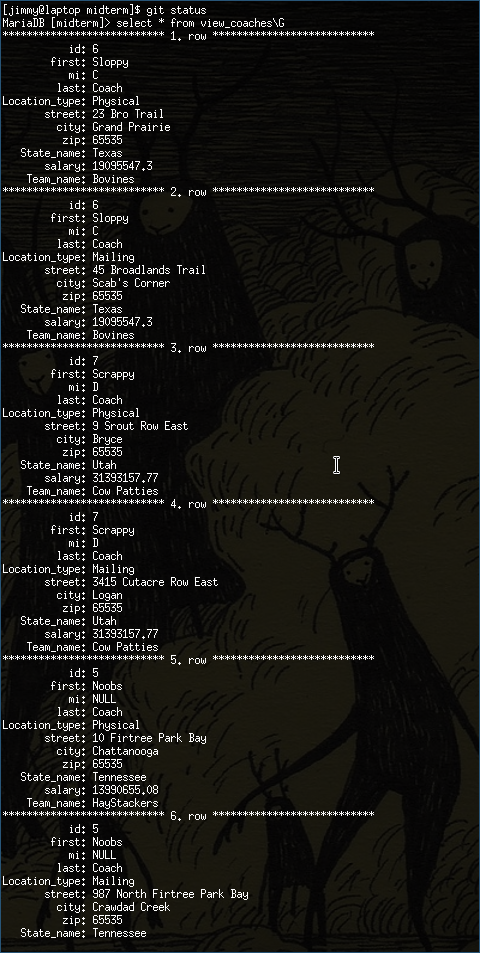 [jimmy@laptop midterm]$ git status
MariaDB [midterm]> select * from view_coaches\G
*************************** 1. row ***************************
id: 6
first: Sloppy
mi: C
last: Coach
Location_type: Physical
street: 23 Bro Trail
city: Grand Prairie
zip: 65535
State_name: Texas
salary: 19095547.3
Team_name: Bovines
*************************** 2. row ***************************
id: 6
first: Sloppy
mi: C
last: Coach
Location_type: Mailing
street: 45 Broadlands Trail
city: Scab's Corner
zip: 65535
State_name: Texas
salary: 19095547.3
Team_name: Bovines
*************************** 3. row ***************************
id: 7
first: Scrappy
mi: D
last: Coach
Location_type: Physical
street: 9 Srout Row East
city: Bryce
zip: 65535
State_name: Utah
salary: 31393157.77
Team_name: Cow Patties
*************************** 4. row ***************************
id: 7
first: Scrappy
mi: D
last: Coach
Location_type: Mailing
street: 3415 Cutacre Row East
city: Logan
zip: 65535
State_name: Utah
salary: 31393157.77
Team_name: Cow Patties
*************************** 5. row ***************************
id: 5
first: Noobs
mi: NULL
last: Coach
Location_type: Physical
street: 10 Firtree Park Bay
city: Chattanooga
zip: 65535
State_name: Tennessee
salary: 13990655.08
Team_name: HayStackers
*************************** 6. row ***************************
id: 5
first: Noobs
mi: NULL
last: Coach
Location_type: Mailing
street: 987 North Firtree Park Bay
city: Crawdad Creek
zip: 65535
State_name: Tennessee